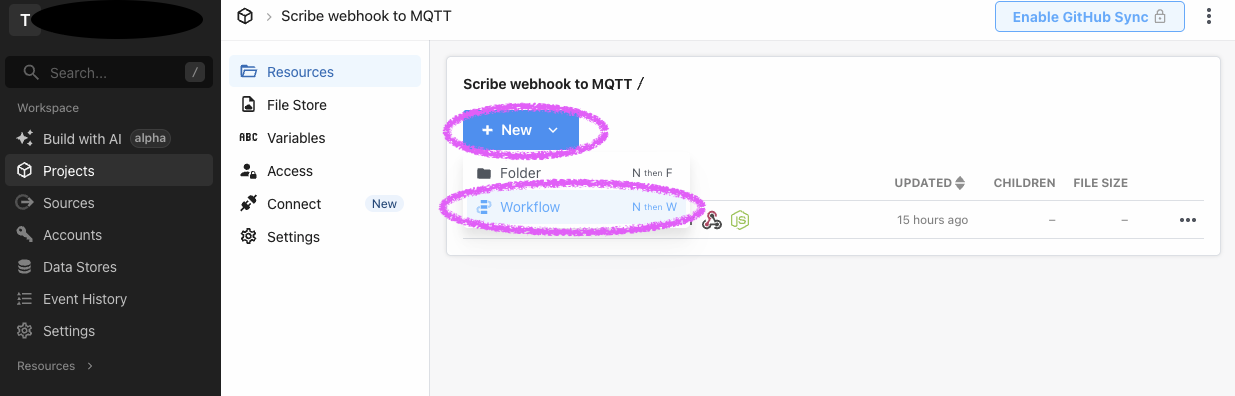 T
Scribe webhook to MQTT
Enable GitHub Sync
Search... /
Workspace
Build with AI alpha
Projects
Sources
Accounts
Data Stores
Event History
Settings
Resources
Resources
File Store
ABC Variables
Access
Connect New
Settings
Scribe webhook to MQTT /
+ New
Folder N then F
Workflow N then W
UPDATED CHILDREN FILE SIZE
JS 15 hours ago – –